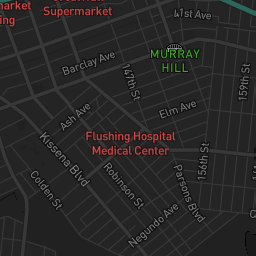 market
ing
Supermarket
41st Ave
MURRAY
HILL
Barclay Ave
147th St
159th St
Ash Ave
Elm Ave
Flushing Hospital
Medical Center
Kissena Blvd
156th St
Colden St
Robinson St
Parsons Blvd
Negundo Ave